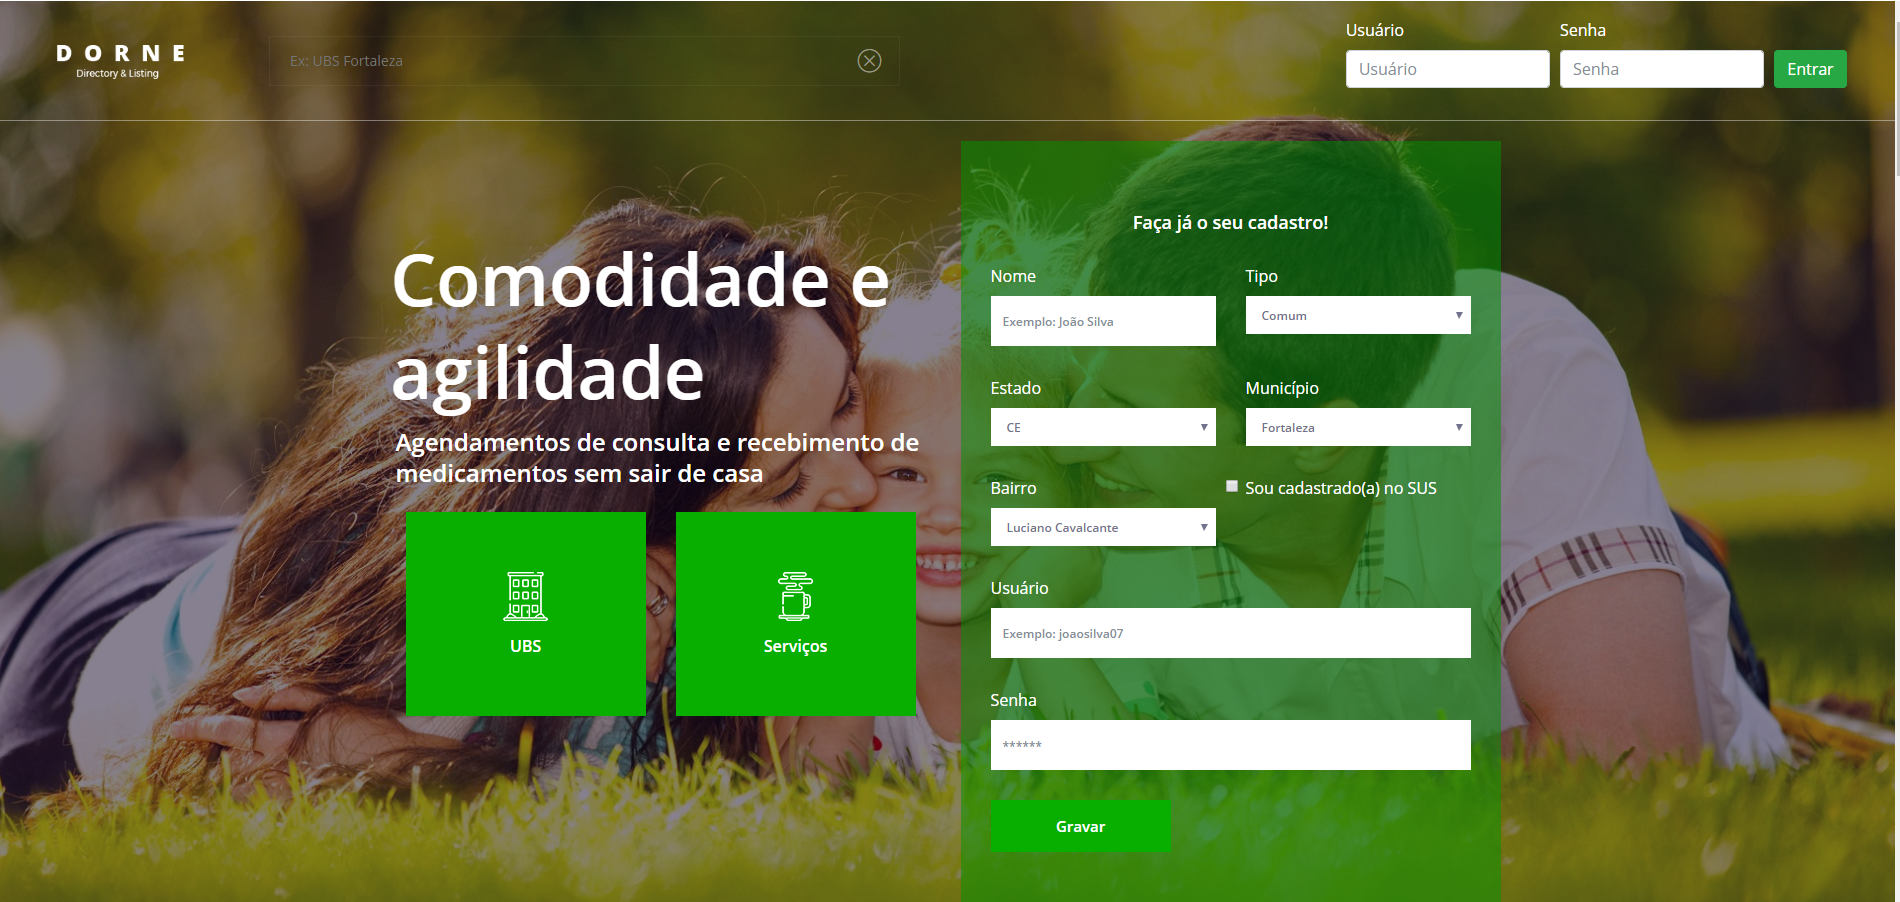 DORNE
Directory & Listing
Ex: UBS Fortaleza
Usuário
Senha
Usuário
Senha
Entrar
Comodidade e
agilidade
Agendamentos de consulta e recebimento de
medicamentos sem sair de casa
UBS
Serviços
Faça já o seu cadastro!
Nome
Tipo
Exemplo: João Silva
Comum
Estado
Município
CE
Fortaleza
Bairro
Sou cadastrado(a) no SUS
Luciano Cavalcante
Usuário
Exemplo: joaosilva07
Senha
******
Gravar